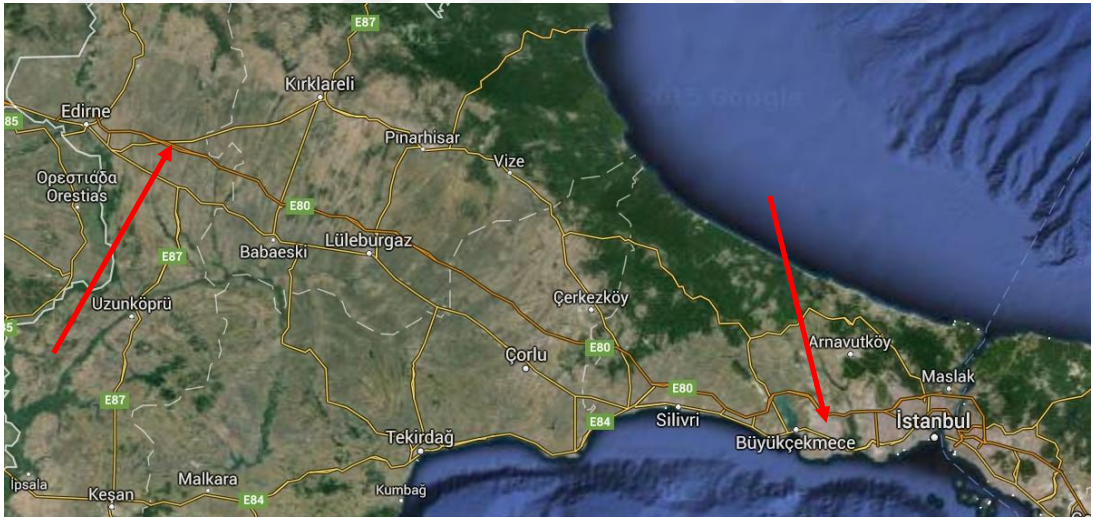 E87
Kırklareli
Edirne
85
Pınarhisar
Vize
Ορεστιάδα
Orestias
E80
Lüleburgaz
Babaeski
E87
Uzunköprü
Çerkezköy
Arnavutköy
E80
Çorlu
Maslak
E80
E87
Silivri
E84
İstanbul
Büyükçekmece
Tekirdağ
Malkara
İpsala
Kumbağ
Keşan
E84